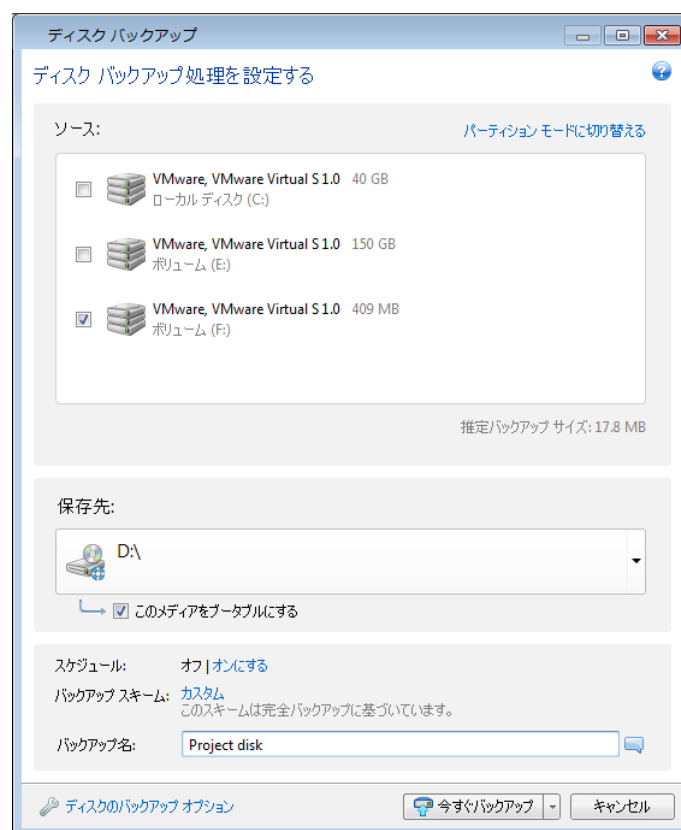 ディスク バックアップ
ディスク バックアップ処理を設定する
ソース:
パーティション モードに切り替える
VMware, VMware Virtual S 1.0 40 GB
ローカル ディスク (C:)
VMware, VMware Virtual S 1.0 150 GB
ボリューム (E:)
VMware, VMware Virtual S 1.0 409 MB
ボリューム (F:)
推定バックアップ サイズ: 17.8 MB
保存先:
D:\
このメディアをブータブルにする
スケジュール: オフ | オンにする
バックアップ スキーム: カスタム
このスキームは完全バックアップに基づいています。
バックアップ名: Project disk
ディスクのバックアップ オプション
今すぐバックアップ
キャンセル